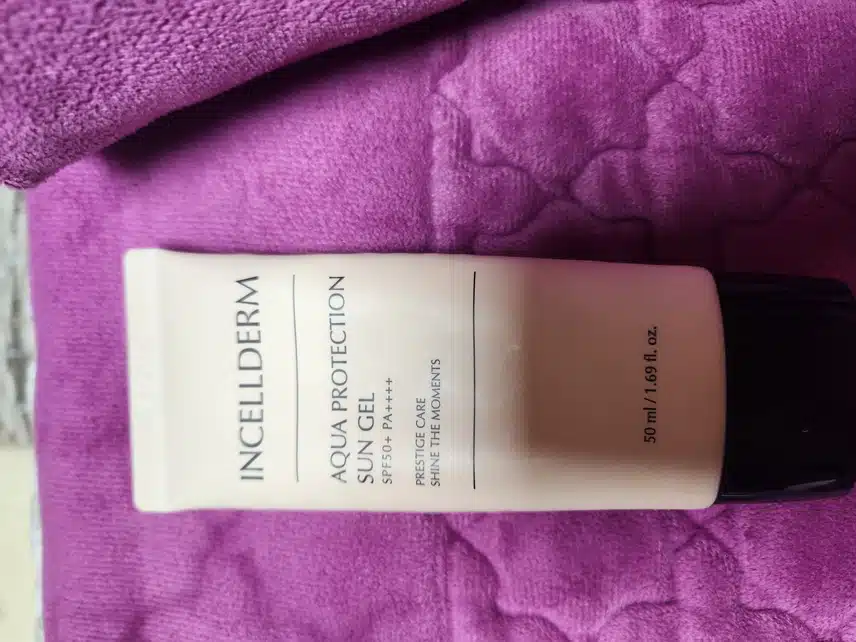 INCELLDERM
AQUA PROTECTION
SUN GEL
SPF50+ PA++++
PRESTIGE CARE
SHINE THE MOMENTS
50 ml / 1.69 fl. oz.